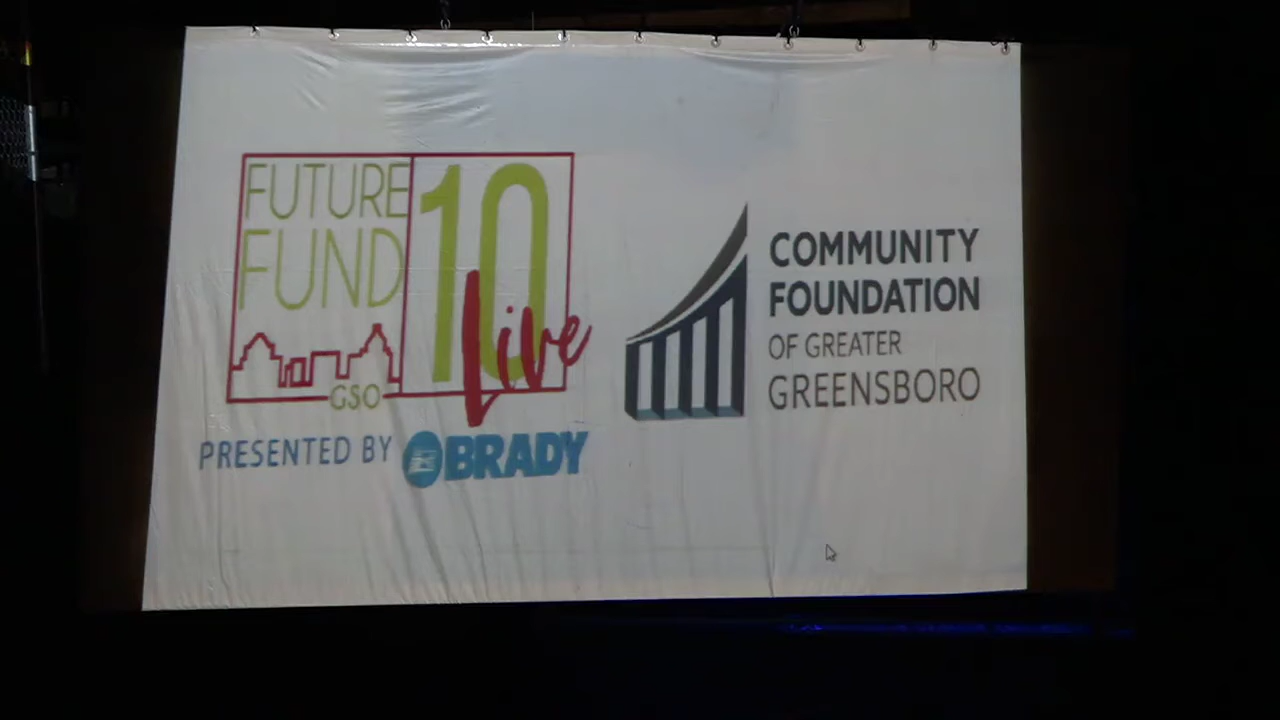 FUTURE
FUND
10
Live
GSO
PRESENTED BY BRADY
COMMUNITY
FOUNDATION
OF GREATER
GREENSBORO